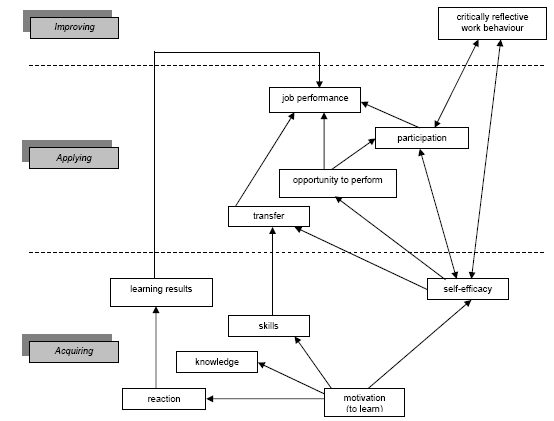 critically reflective
work behaviour
Improving
job performance
participation
Applying
opportunity to perform
transfer
learning results
self-efficacy
skills
Acquiring
knowledge
reaction
motivation
(to learn)